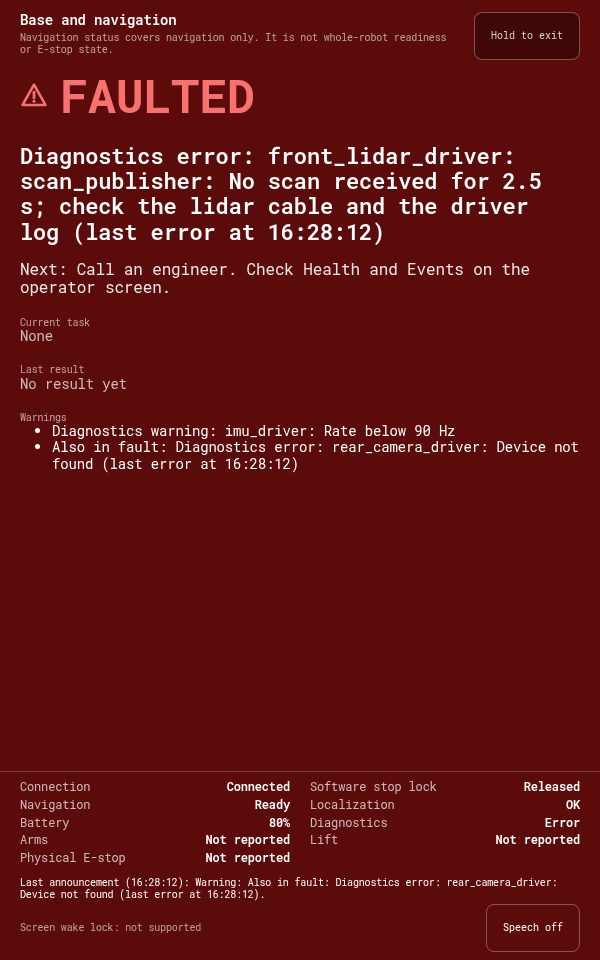 Base and navigation
Navigation status covers navigation only. It is not whole-robot readiness
or E-stop state.
Hold to exit
FAULTED
Diagnostics error: front_lidar_driver:
scan_publisher: No scan received for 2.5
s; check the lidar cable and the driver
log (last error at 16:28:12)
Next: Call an engineer. Check Health and Events on the
operator screen.
Current task
None
Last result
No result yet
Warnings
• Diagnostics warning: imu_driver: Rate below 90 Hz
• Also in fault: Diagnostics error: rear_camera_driver: Device not
found (last error at 16:28:12)
Connection Connected Software stop lock Released
Navigation Ready Localization OK
Battery 80% Diagnostics Error
Arms Not reported Lift Not reported
Physical E-stop Not reported
Last announcement (16:28:12): Warning: Also in fault: Diagnostics error: rear_camera_driver:
Device not found (last error at 16:28:12).
Screen wake lock: not supported Speech off